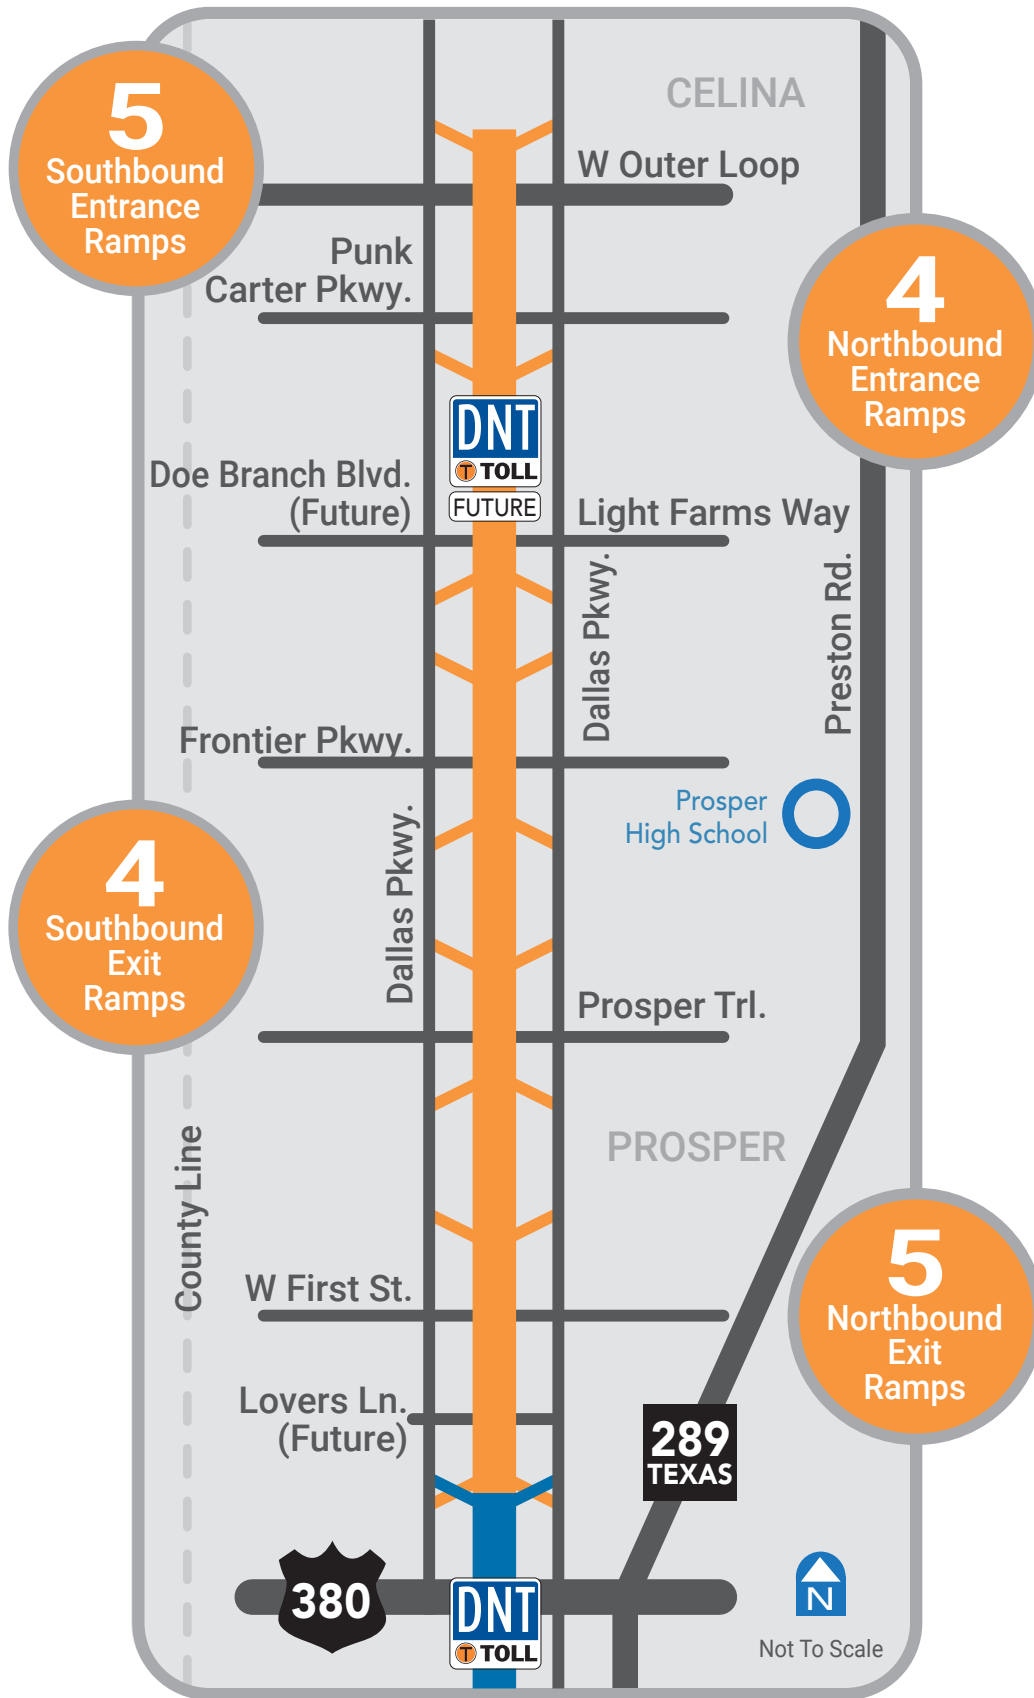 CELINA
5
Southbound
Entrance
Ramps
W Outer Loop
Punk
Carter Pkwy.
4
Northbound
Entrance
Ramps
DNT
T TOLL
FUTURE
Doe Branch Blvd.
(Future)
Light Farms Way
Dallas Pkwy.
Preston Rd.
Frontier Pkwy.
Prosper
High School
Dallas Pkwy.
4
Southbound
Exit
Ramps
Prosper Trl.
PROSPER
County Line
5
Northbound
Exit
Ramps
W First St.
Lovers Ln.
(Future)
289
TEXAS
380
DNT
T TOLL
N
Not To Scale